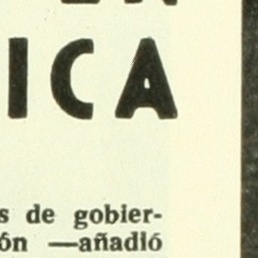 ICA
s de gobier-
ón —añadió